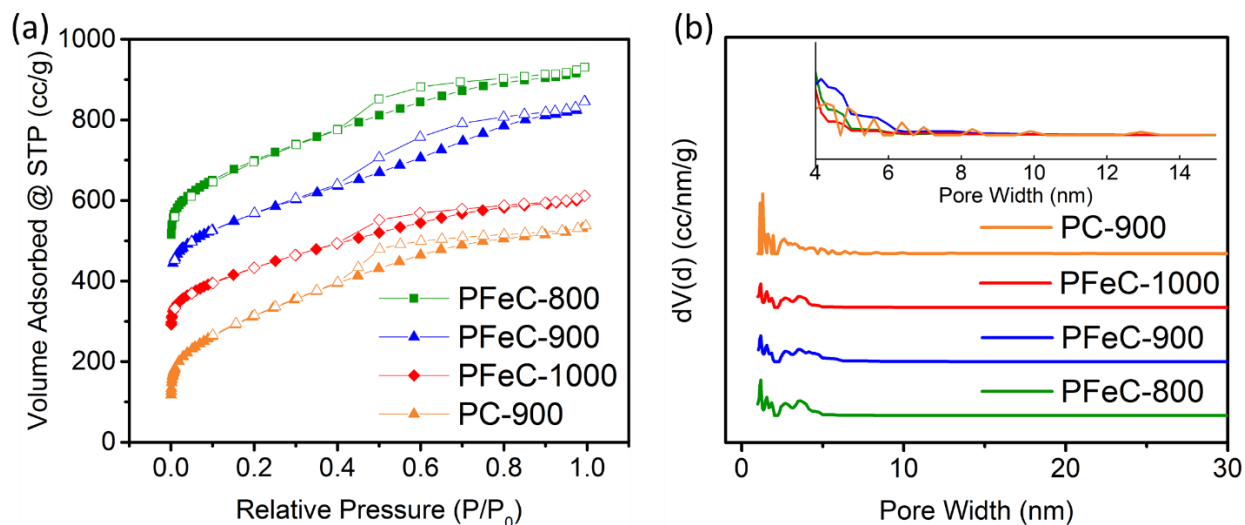 (a)
Volume Adsorbed @ STP (cc/g)
1000
800
600
400
200
0
PFeC-800
PFeC-900
PFeC-1000
PC-900
0.0 0.2 0.4 0.6 0.8 1.0
Relative Pressure (P/P0)
(b)
dV(d) (cc/nm/g)
4 6 8 10 12 14
Pore Width (nm)
PC-900
PFeC-1000
PFeC-900
PFeC-800
0 10 20 30
Pore Width (nm)